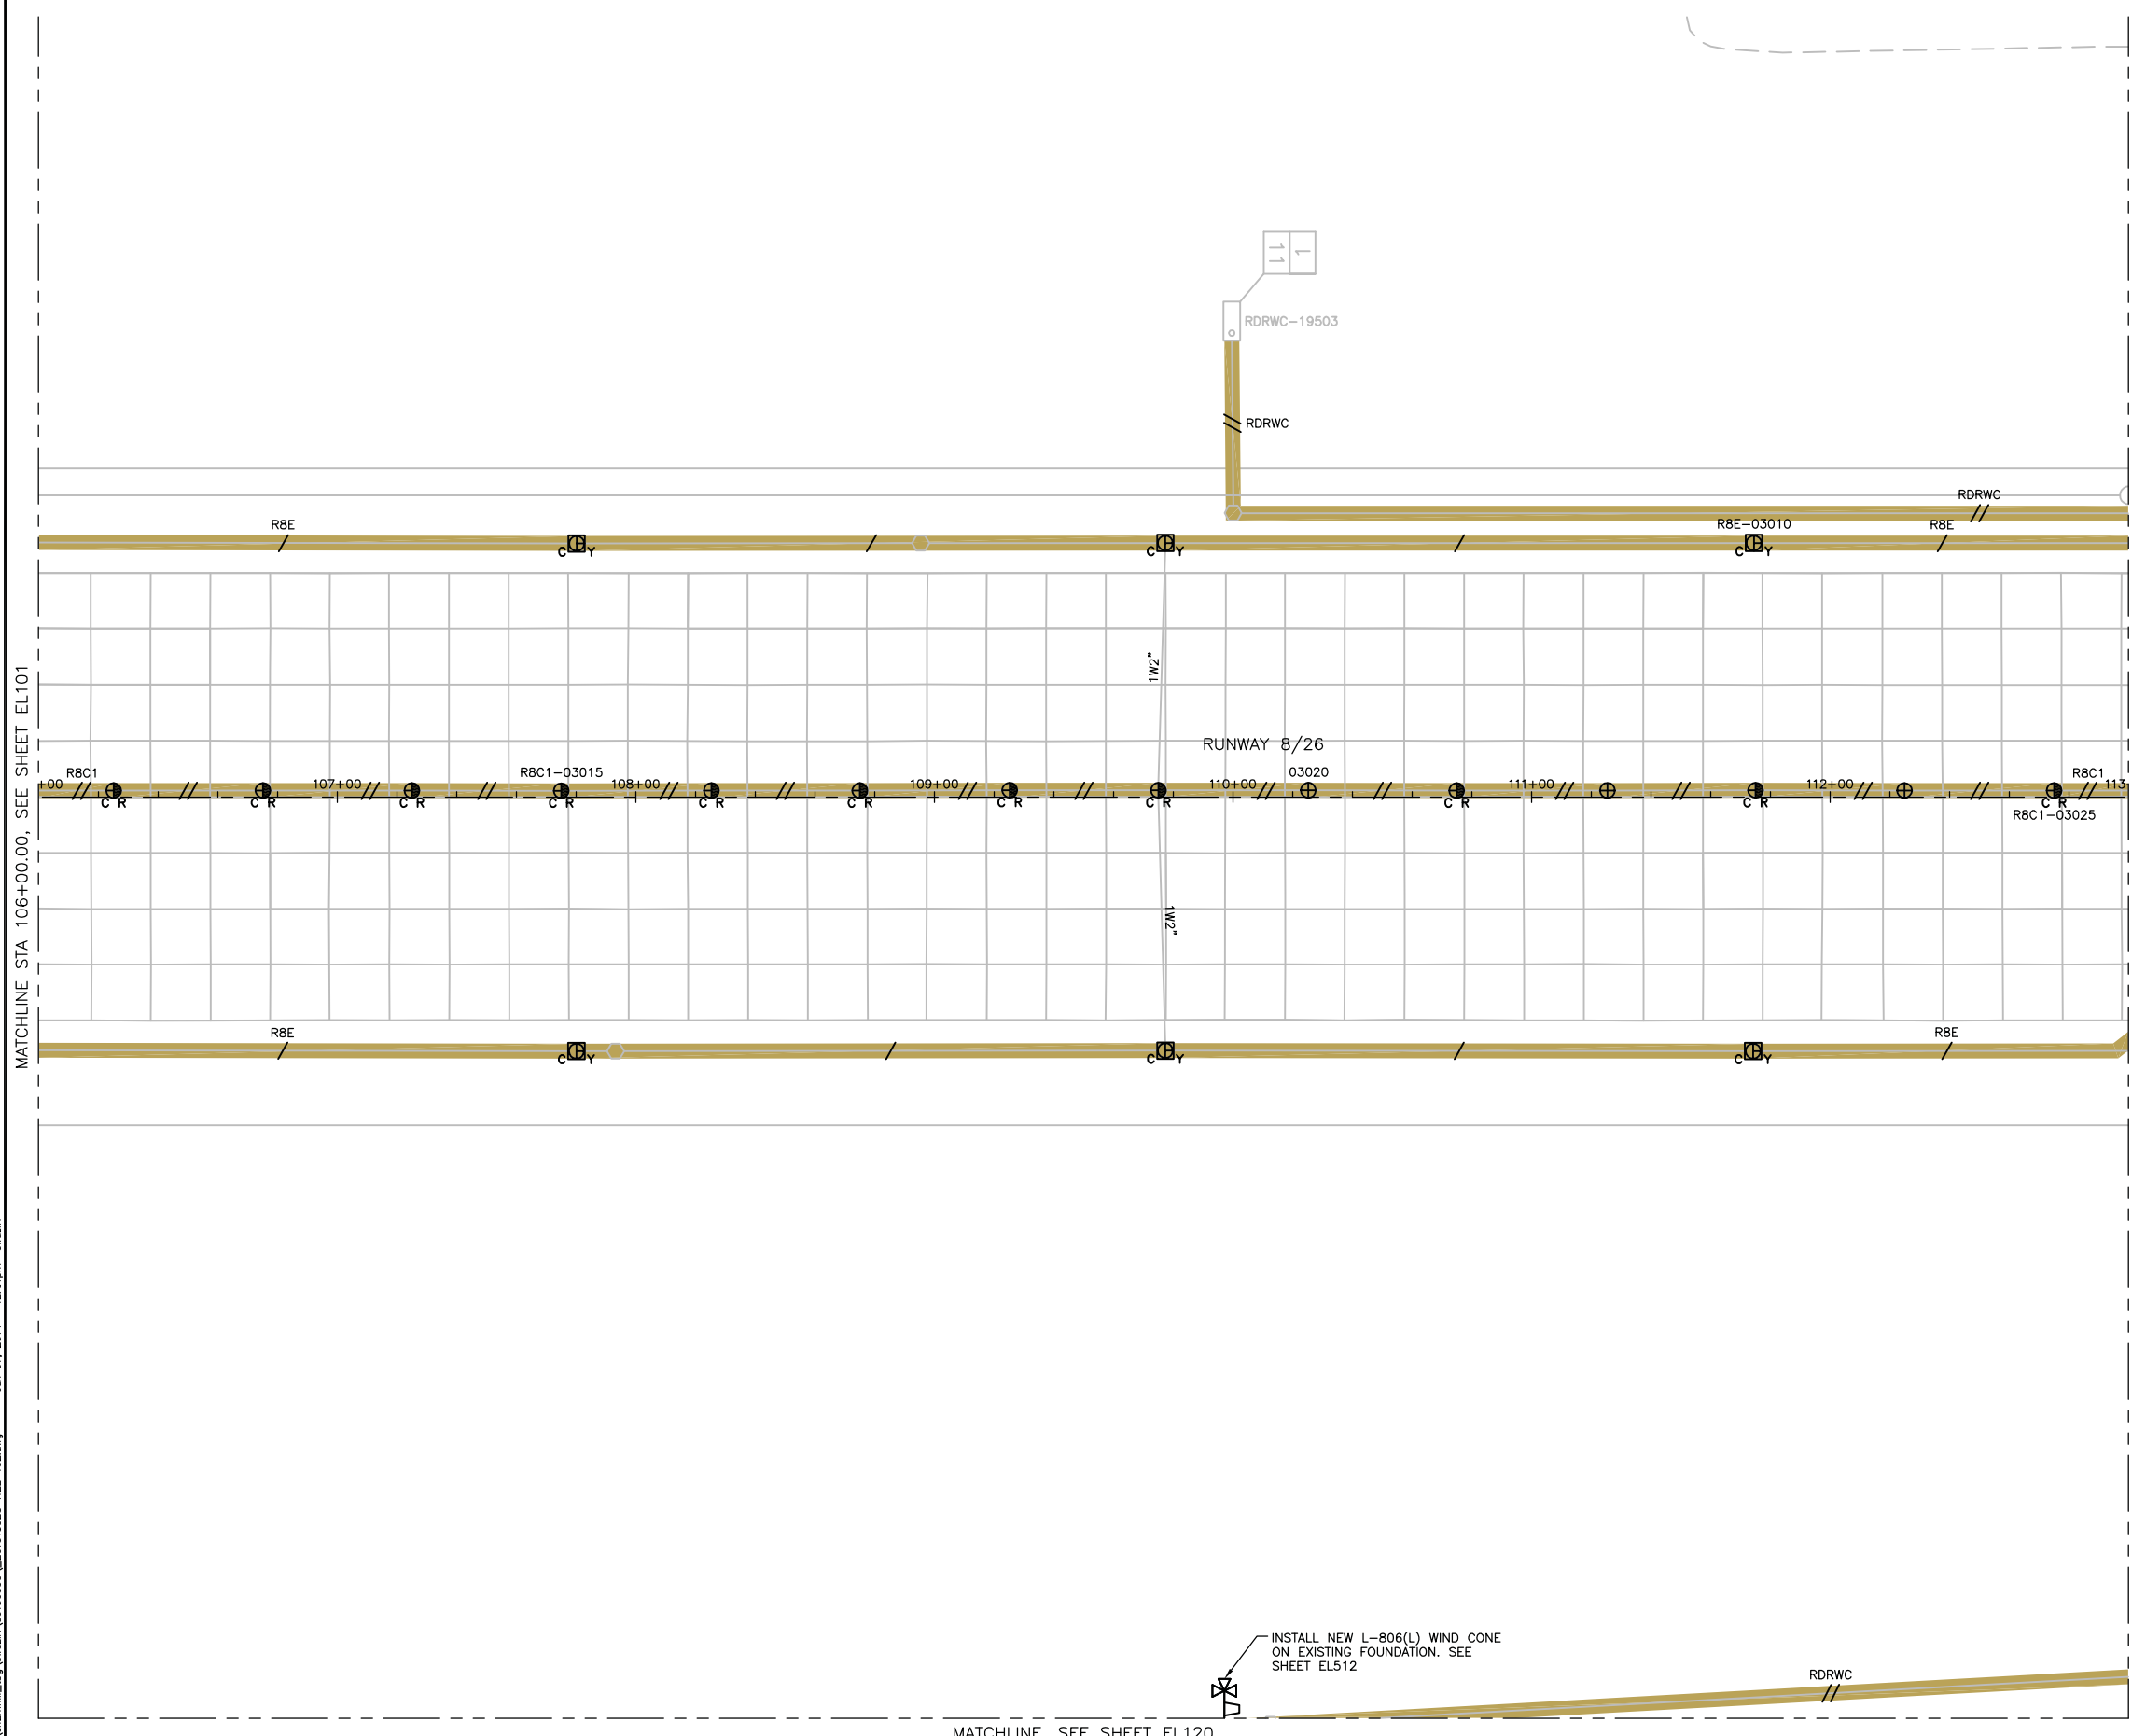 1
11
RDRWC-19503
RDRWC
RDRWC
R8E
R8E-03010
R8E
C Y
C Y
C Y
1W2"
RUNWAY 8/26
R8C1
R8C1-03015
03020
R8C1
+00
107+00
108+00
109+00
110+00
111+00
112+00
113
C R
C R
C R
C R
C R
C R
C R
C R
C R
C R
C R
R8C1-03025
MATCHLINE STA 106+00.00, SEE SHEET EL101
1W2"
R8E
R8E
C Y
C Y
C Y
INSTALL NEW L-806(L) WIND CONE
ON EXISTING FOUNDATION. SEE
SHEET EL512
RDRWC
MATCHLINE, SEE SHEET EL120